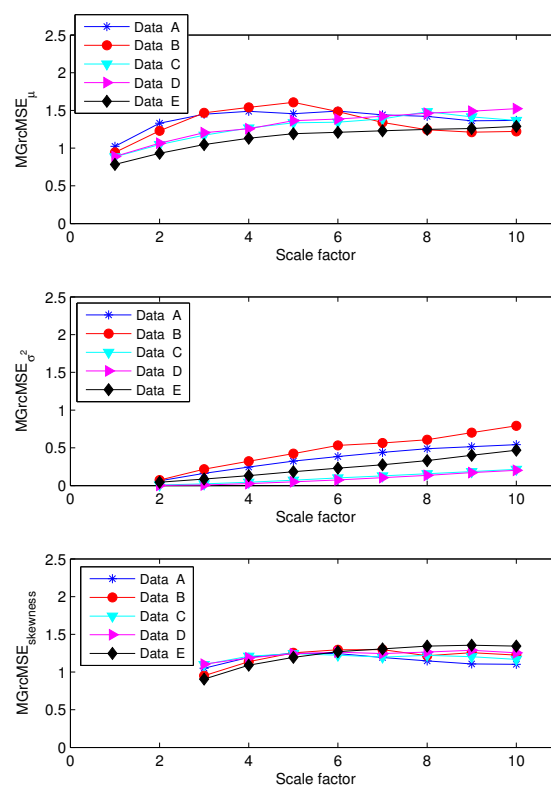 2.5
2
1.5
1
0.5
0
MGrcMSE_μ
Data A
Data B
Data C
Data D
Data E
0 2 4 6 8 10
Scale factor
2.5
2
1.5
1
0.5
0
MGrcMSE_σ²
Data A
Data B
Data C
Data D
Data E
0 2 4 6 8 10
Scale factor
2.5
2
1.5
1
0.5
0
MGrcMSE_skewness
Data A
Data B
Data C
Data D
Data E
0 2 4 6 8 10
Scale factor